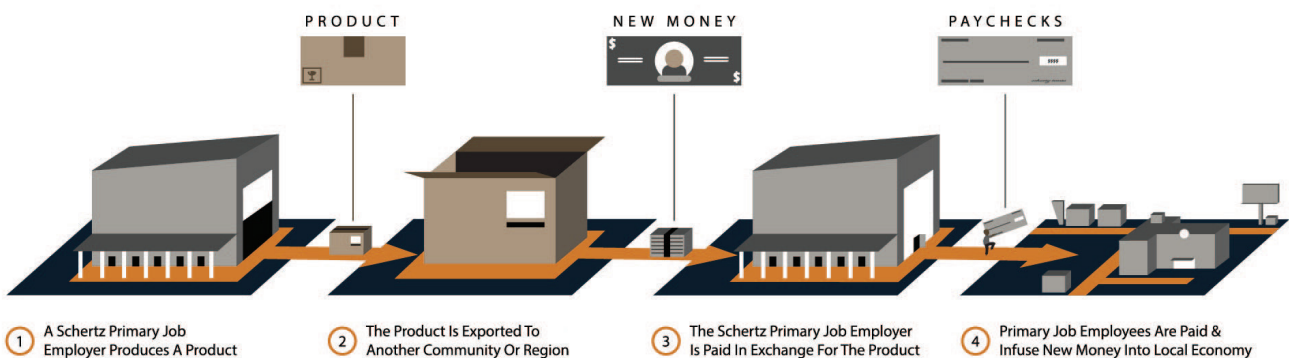 PRODUCT
NEW MONEY
PAYCHECKS
$
$
####
1
A Schertz Primary Job
Employer Produces A Product
2
The Product Is Exported To
Another Community Or Region
3
The Schertz Primary Job Employer
Is Paid In Exchange For The Product
4
Primary Job Employees Are Paid &
Infuse New Money Into Local Economy